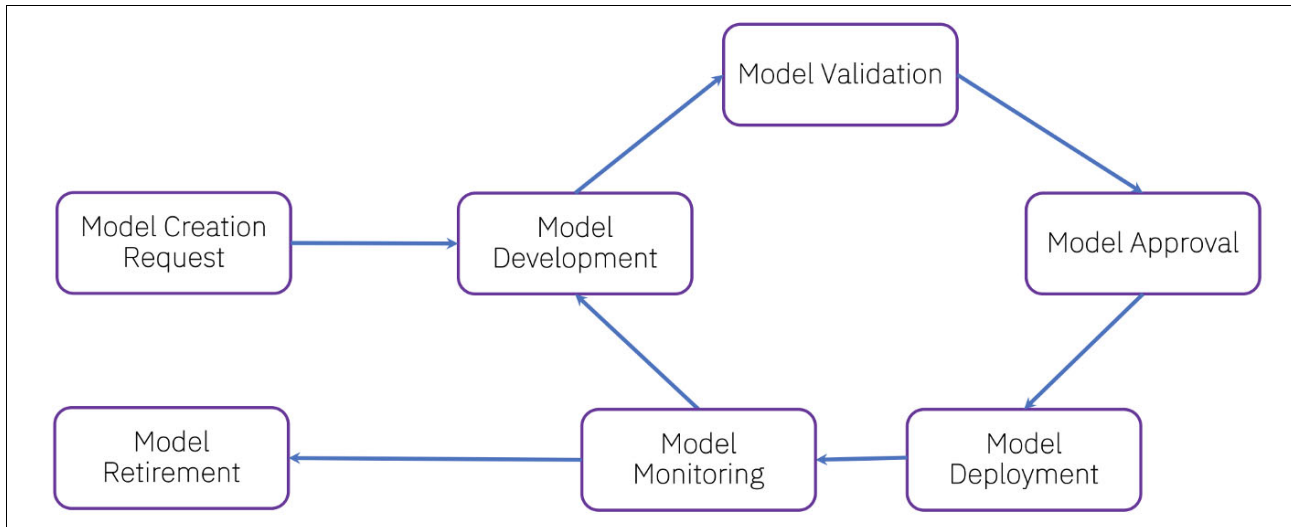 Model Validation
Model Creation
Request
Model
Development
Model Approval
Model
Retirement
Model
Monitoring
Model
Deployment